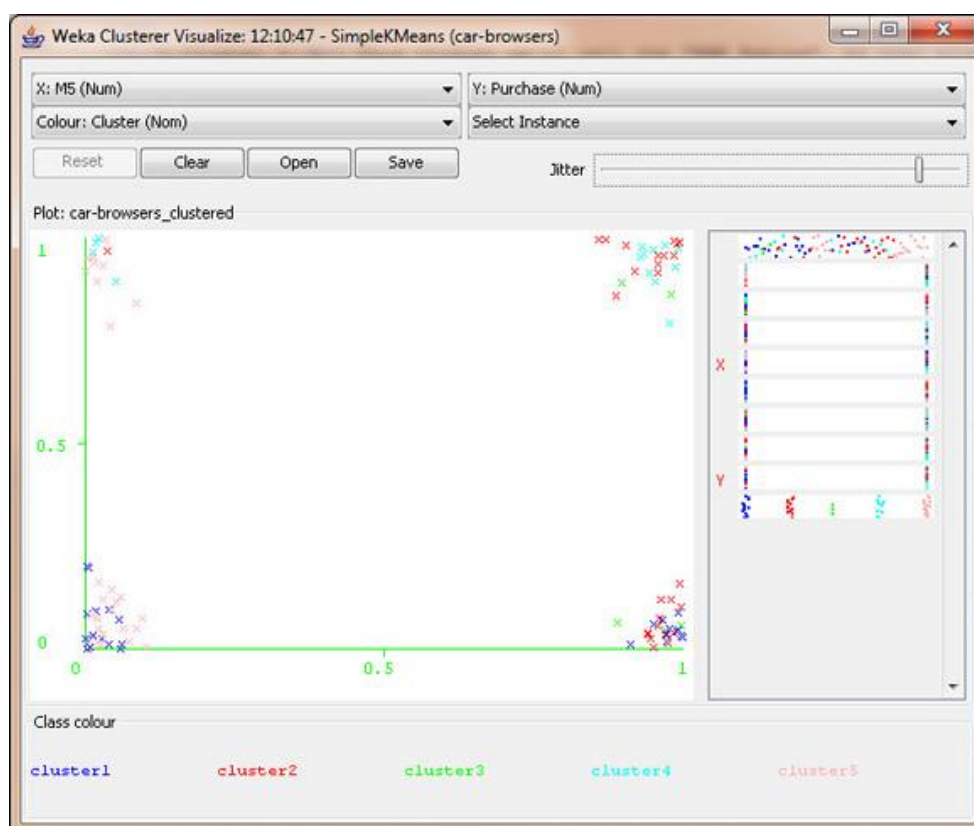 Weka Clusterer Visualize: 12:10:47 - SimpleKMeans (car-browsers)
X: M5 (Num)
Y: Purchase (Num)
Colour: Cluster (Nom)
Select Instance
Reset
Clear
Open
Save
Jitter
Plot: car-browsers_clustered
1
0.5
0
0
0.5
1
X
Y
Class colour
cluster1
cluster2
cluster3
cluster4
cluster5